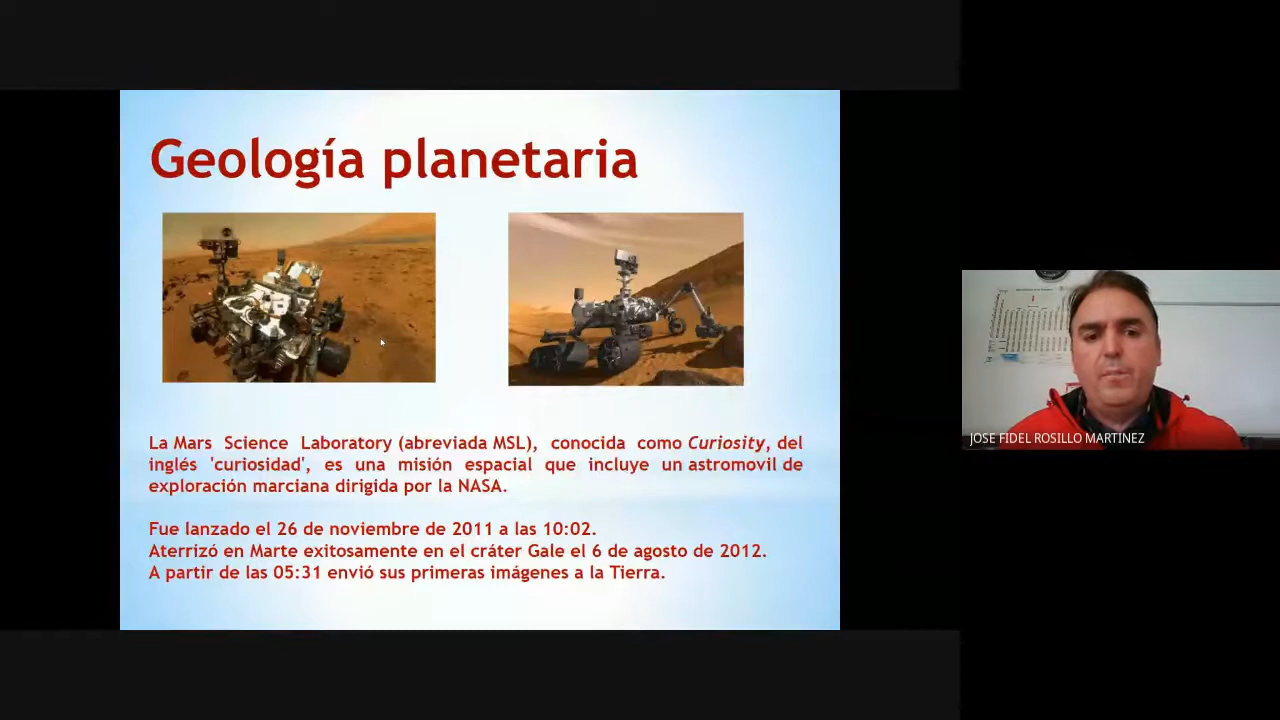 Geología planetaria
La Mars Science Laboratory (abreviada MSL), conocida como Curiosity, del
inglés 'curiosidad', es una misión espacial que incluye un astromovil de
exploración marciana dirigida por la NASA.
Fue lanzado el 26 de noviembre de 2011 a las 10:02.
Aterrizó en Marte exitosamente en el cráter Gale el 6 de agosto de 2012.
A partir de las 05:31 envió sus primeras imágenes a la Tierra.
JOSE FIDEL ROSILLO MARTINEZ